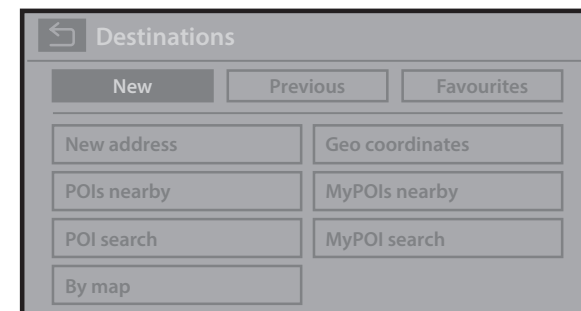 Destinations
New Previous Favourites
New address Geo coordinates
POIs nearby MyPOIs nearby
POI search MyPOI search
By map